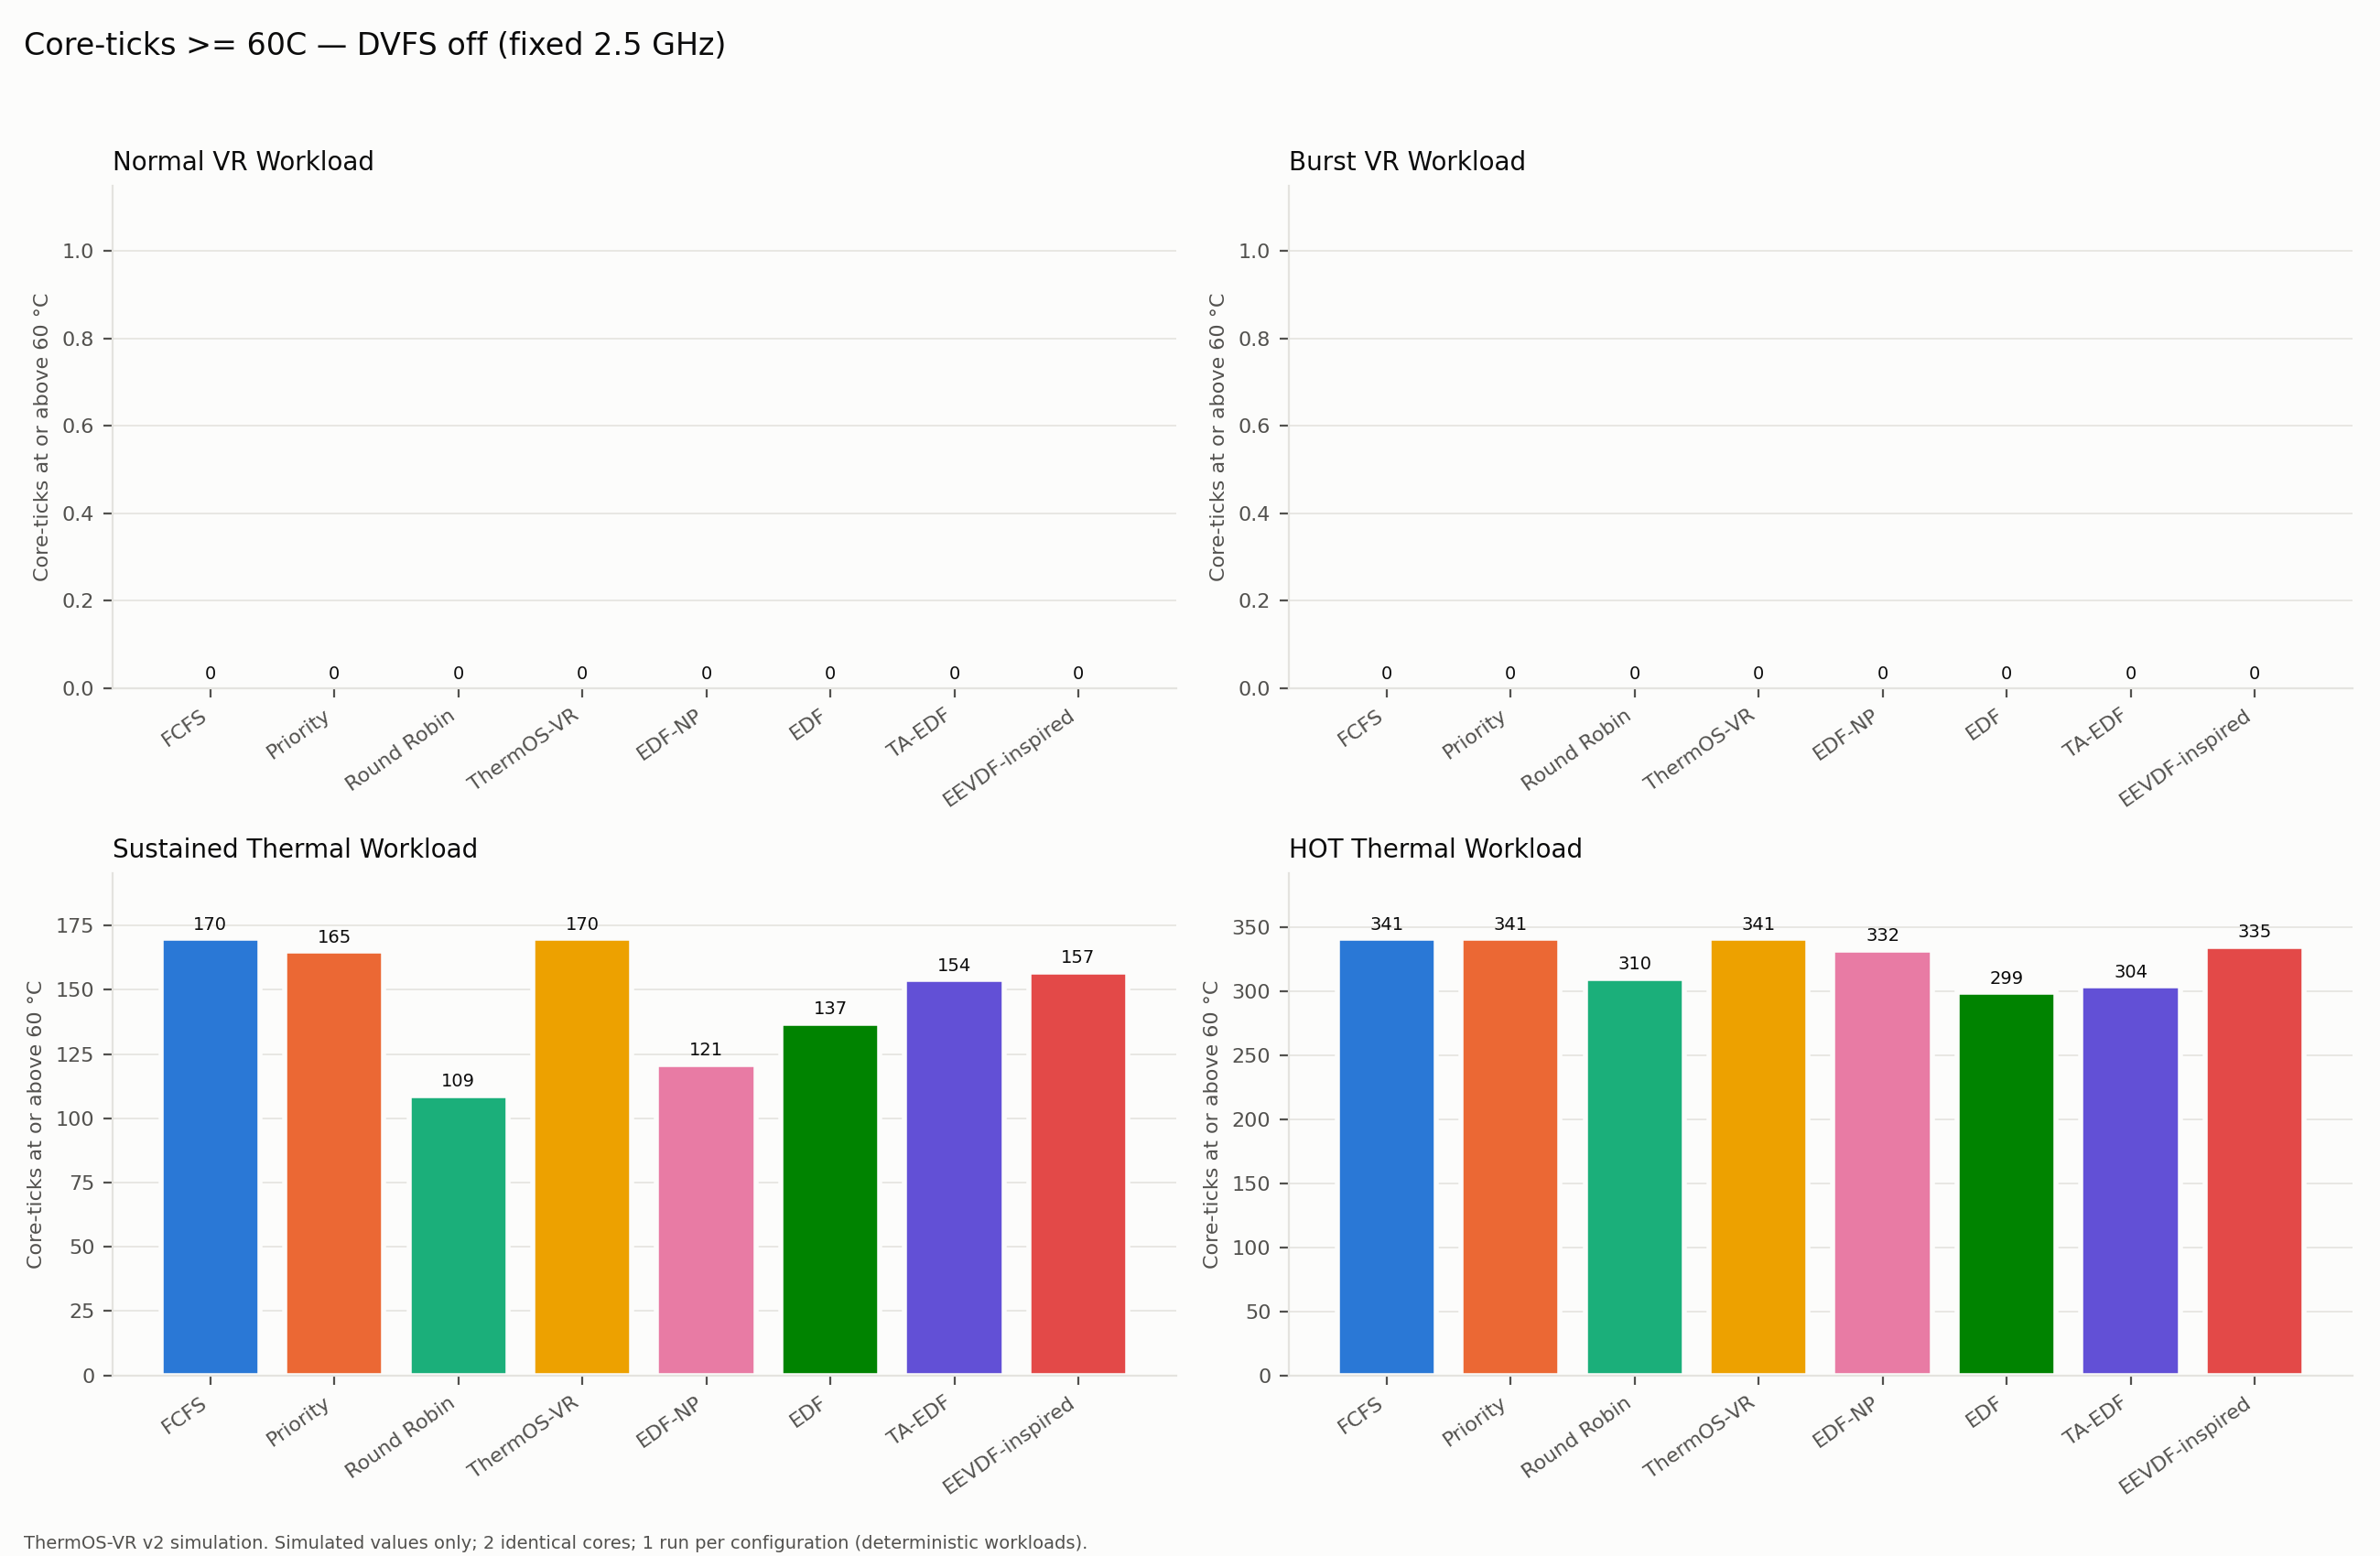 Core-ticks >= 60C — DVFS off (fixed 2.5 GHz)
Normal VR Workload
Core-ticks at or above 60 °C
1.0
0.8
0.6
0.4
0.2
0.0
0 0 0 0 0 0 0 0
FCFS Priority Round Robin ThermOS-VR EDF-NP EDF TA-EDF EEVDF-inspired
Burst VR Workload
Core-ticks at or above 60 °C
1.0
0.8
0.6
0.4
0.2
0.0
0 0 0 0 0 0 0 0
FCFS Priority Round Robin ThermOS-VR EDF-NP EDF TA-EDF EEVDF-inspired
Sustained Thermal Workload
Core-ticks at or above 60 °C
175
150
125
100
75
50
25
0
170 165 109 170 121 137 154 157
FCFS Priority Round Robin ThermOS-VR EDF-NP EDF TA-EDF EEVDF-inspired
HOT Thermal Workload
Core-ticks at or above 60 °C
350
300
250
200
150
100
50
0
341 341 310 341 332 299 304 335
FCFS Priority Round Robin ThermOS-VR EDF-NP EDF TA-EDF EEVDF-inspired
ThermOS-VR v2 simulation. Simulated values only; 2 identical cores; 1 run per configuration (deterministic workloads).